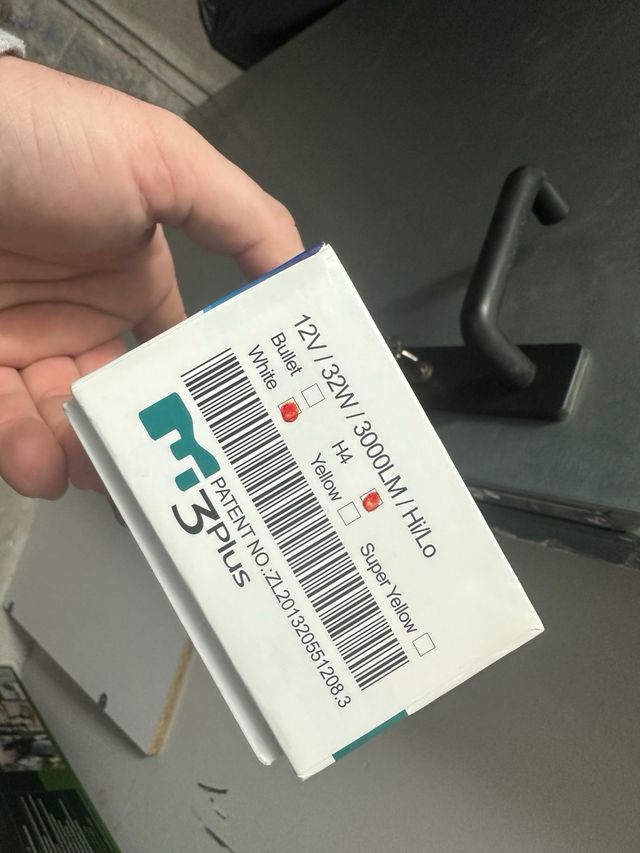 12V / 32W / 3000LM / Hi/Lo
Bullet H4
White Yellow Super Yellow
PATENT NO.:ZL201320551208.3
M3Plus